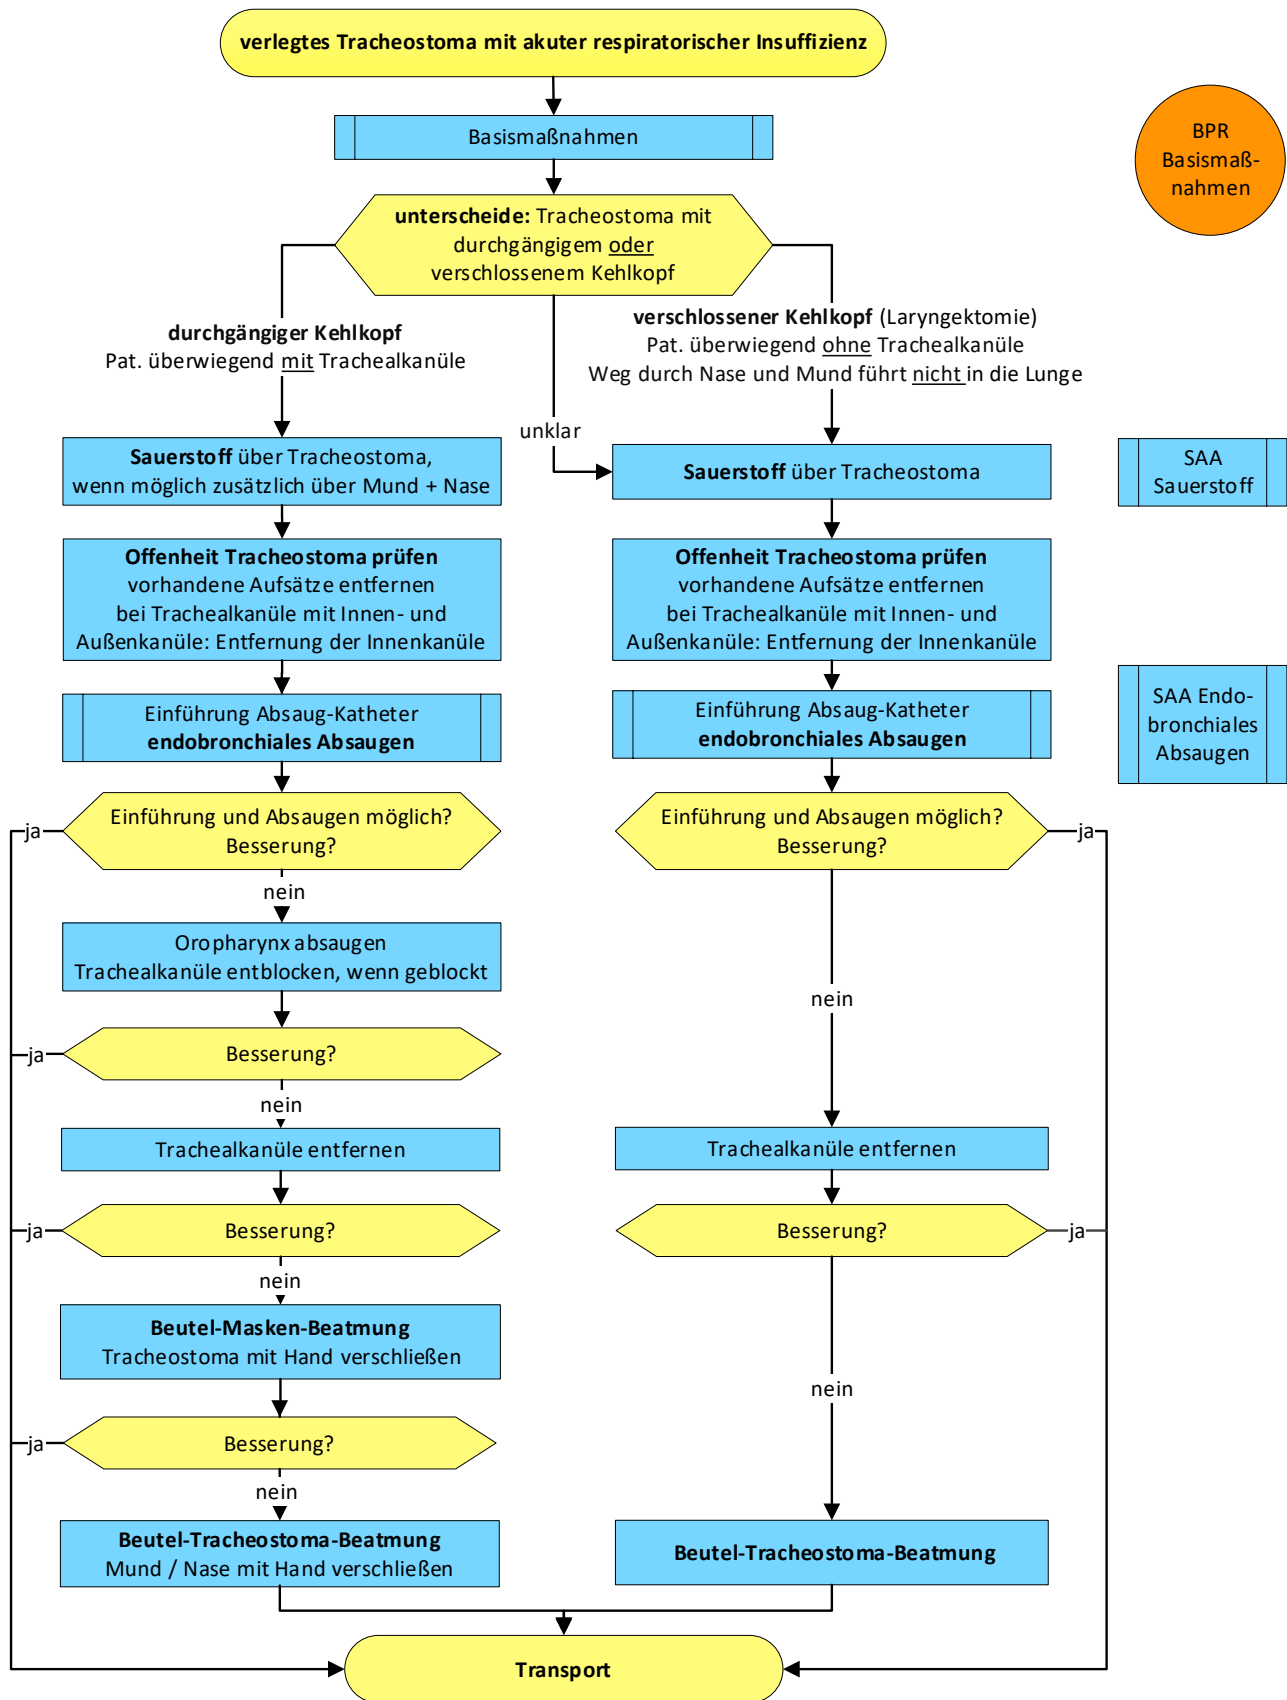 verlegtes Tracheostoma mit akuter respiratorischer Insuffizienz
Basismaßnahmen
BPR
Basismaß-
nahmen
unterscheide: Tracheostoma mit
durchgängigem oder
verschlossenem Kehlkopf
durchgängiger Kehlkopf
Pat. überwiegend mit Trachealkanüle
verschlossener Kehlkopf (Laryngektomie)
Pat. überwiegend ohne Trachealkanüle
Weg durch Nase und Mund führt nicht in die Lunge
unklar
Sauerstoff über Tracheostoma,
wenn möglich zusätzlich über Mund + Nase
Sauerstoff über Tracheostoma
SAA
Sauerstoff
Offenheit Tracheostoma prüfen
vorhandene Aufsätze entfernen
bei Trachealkanüle mit Innen- und
Außenkanüle: Entfernung der Innenkanüle
Offenheit Tracheostoma prüfen
vorhandene Aufsätze entfernen
bei Trachealkanüle mit Innen- und
Außenkanüle: Entfernung der Innenkanüle
Einführung Absaug-Katheter
endobronchiales Absaugen
Einführung Absaug-Katheter
endobronchiales Absaugen
SAA Endo-
bronchiales
Absaugen
ja
Einführung und Absaugen möglich?
Besserung?
Einführung und Absaugen möglich?
Besserung?
ja
nein
Oropharynx absaugen
Trachealkanüle entblocken, wenn geblockt
nein
ja
Besserung?
nein
Trachealkanüle entfernen
Trachealkanüle entfernen
ja
Besserung?
Besserung?
ja
nein
Beutel-Masken-Beatmung
Tracheostoma mit Hand verschließen
nein
ja
Besserung?
nein
Beutel-Tracheostoma-Beatmung
Mund / Nase mit Hand verschließen
Beutel-Tracheostoma-Beatmung
Transport